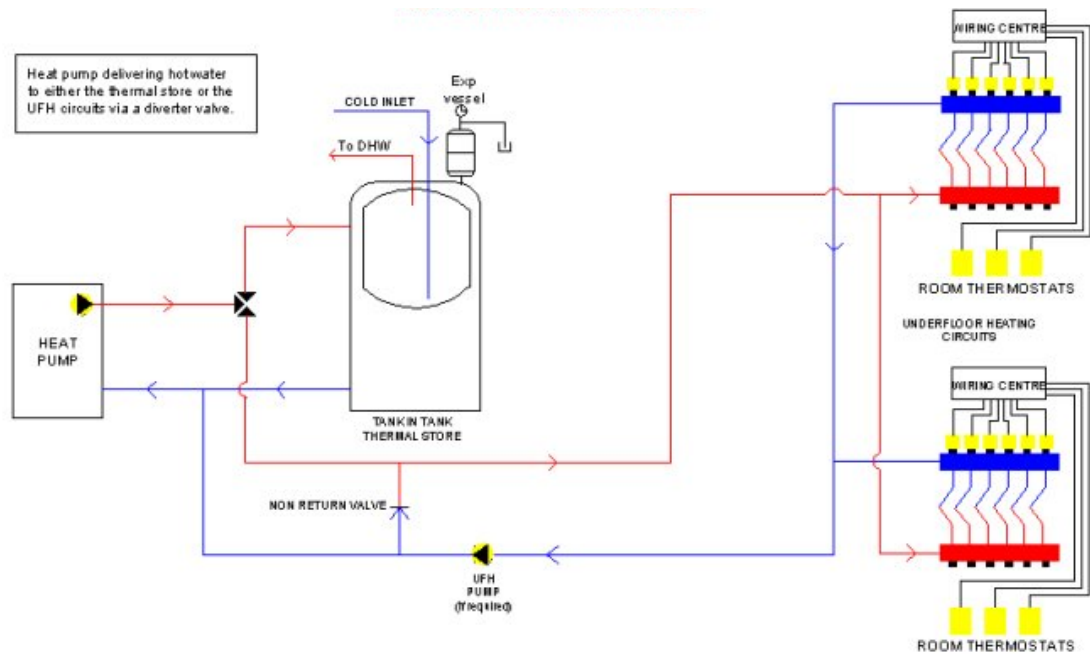 Heat pump delivering hotwater
to either the thermal store or the
UFH circuits via a diverter valve.
Exp
vessel
COLD INLET
To DHW
HEAT
PUMP
TANK IN TANK
THERMAL STORE
NON RETURN VALVE
UFH
PUMP
(If required)
WIRING CENTRE
ROOM THERMOSTATS
UNDERFLOOR HEATING
CIRCUITS
WIRING CENTRE
ROOM THERMOSTATS